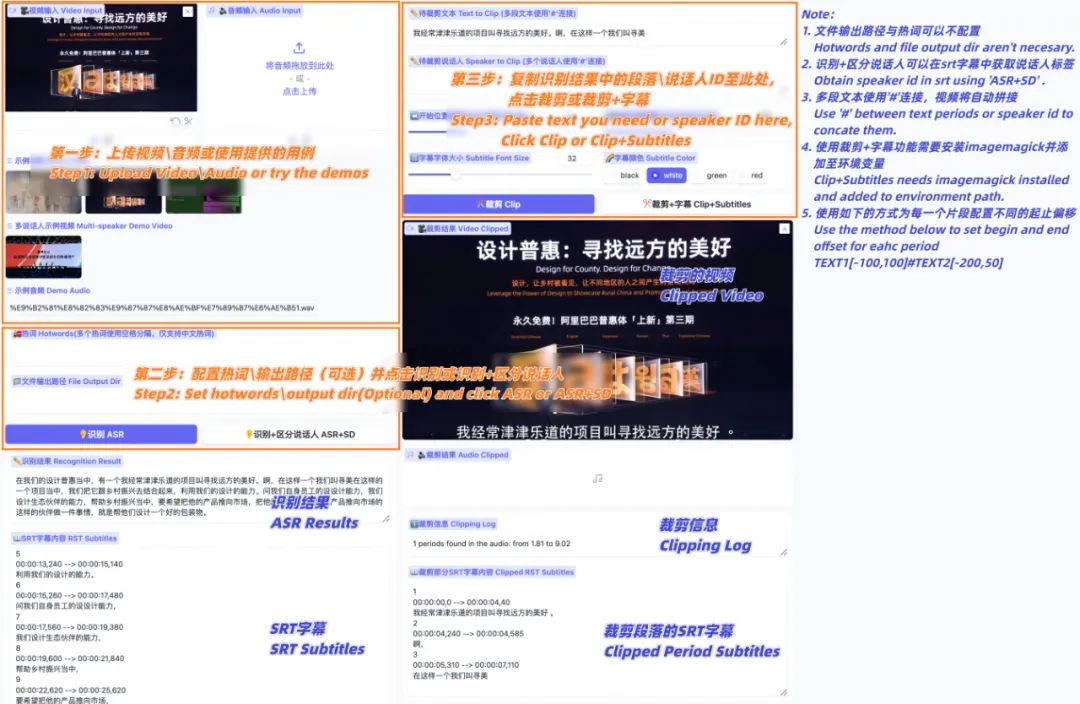 视频输入 Video Input
设计普惠：寻找远方的美好
Design for County. Design for Change
永久免费！阿里巴巴普惠体「上新」第三期
音频输入 Audio Input
将音频拖放到此处
- 或 -
点击上传
第一步：上传视频\音频或使用提供的用例
Step1: Upload Video\Audio or try the demos
示例
多说话人示例视频 Multi-speaker Demo Video
示例音频 Demo Audio
%E9%B2%81%E8%82%83%E9%87%87%E8%AE%BF%E7%89%87%E6%AE%B51.wav
热词 Hotwords(多个热词使用空格分隔，仅支持中文热词)
文件输出路径 File Output Dir
第二步：配置热词\输出路径（可选）并点击识别或识别+区分说话人
Step2: Set hotwords\output dir(Optional) and click ASR or ASR+SD
识别 ASR
识别+区分说话人 ASR+SD
识别结果 Recognition Result
在我们的设计普惠当中，有一个我经常津津乐道的项目叫寻找远方的美好。啊，在这样一个我们叫寻美在这样的
一个项目当中，我们把它跟乡村振兴去结合起来，利用我们的设计的能力。问我们自身员工的设设计能力，我们
设计生态伙伴的能力，帮助乡村振兴当中，要希望把他的产品推向市场，把他
产品推向市场的
这样的伙伴做一件事情，就是帮他们设计一个好的包装物。
识别结果
ASR Results
SRT字幕内容 RST Subtitles
5
00:00:13,240 --> 00:00:15,140
利用我们的设计的能力，
6
00:00:15,260 --> 00:00:17,480
问我们自身员工的设设计能力，
7
00:00:17,560 --> 00:00:19,380
我们设计生态伙伴的能力，
8
00:00:19,600 --> 00:00:21,840
帮助乡村振兴当中，
9
00:00:22,620 --> 00:00:25,620
要希望把他的产品推向市场，
SRT字幕
SRT Subtitles
待裁剪文本 Text to Clip (多段文本使用'#'连接)
我经常津津乐道的项目叫寻找远方的美好。啊，在这样一个我们叫寻美
待裁剪说话人 Speaker to Clip (多个说话人使用'#'连接)
第三步：复制识别结果中的段落\说话人ID至此处，
点击裁剪或裁剪+字幕
Step3: Paste text you need or speaker ID here,
Click Clip or Clip+Subtitles
开始位置
字幕字体大小 Subtitle Font Size
32
字幕颜色 Subtitle Color
black
white
green
red
裁剪 Clip
裁剪+字幕 Clip+Subtitles
裁剪结果 Video Clipped
设计普惠：寻找远方的美好
Design for County. Design for Chan
设计，让乡村被看见，让不同地区的人之间产生
Leverage the Power of Design to Showcase Rural China and Prom
裁剪的视频
Clipped Video
永久免费！阿里巴巴普惠体「上新」第三期
我经常津津乐道的项目叫寻找远方的美好 。
裁剪结果 Audio Clipped
裁剪信息 Clipping Log
1 periods found in the audio: from 1.81 to 9.02
裁剪信息
Clipping Log
裁剪部分SRT字幕内容 Clipped RST Subtitles
1
00:00:00,0 --> 00:00:04,40
我经常津津乐道的项目叫寻找远方的美好 。
2
00:00:04,240 --> 00:00:04,585
啊，
3
00:00:05,310 --> 00:00:07,110
在这样一个我们叫寻美
裁剪段落的SRT字幕
Clipped Period Subtitles
Note：
1. 文件输出路径与热词可以不配置
Hotwords and file output dir aren't necesary.
2. 识别+区分说话人可以在srt字幕中获取说话人标签
Obtain speaker id in srt using 'ASR+SD' .
3. 多段文本使用'#'连接，视频将自动拼接
Use '#' between text periods or speaker id to
concate them.
4. 使用裁剪+字幕功能需要安装imagemagick并添
加至环境变量
Clip+Subtitles needs imagemagick installed
and added to environment path.
5. 使用如下的方式为每一个片段配置不同的起止偏移
Use the method below to set begin and end
offset for eahc period
TEXT1[-100,100]#TEXT2[-200,50]